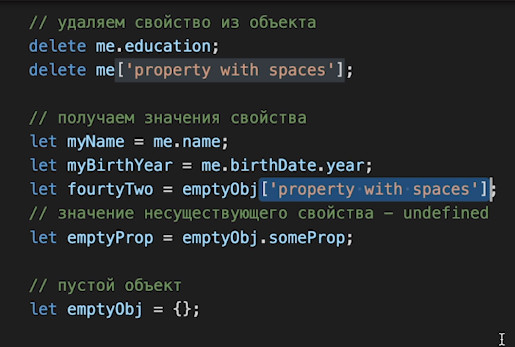 // удаляем свойство из объекта
delete me.education;
delete me['property with spaces'];
// получаем значения свойства
let myName = me.name;
let myBirthYear = me.birthDate.year;
let fourtyTwo = emptyObj['property with spaces'];
// значение несуществующего свойства – undefined
let emptyProp = emptyObj.someProp;
// пустой объект
let emptyObj = {};